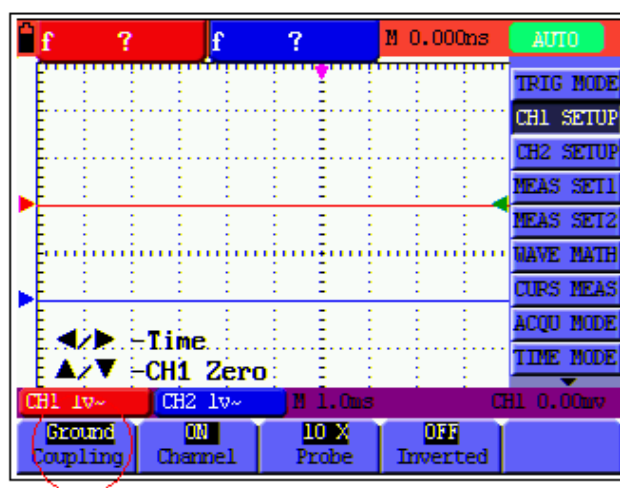 f ? f ? M 0.000ns AUTO
TRIG MODE
CH1 SETUP
CH2 SETUP
MEAS SET1
MEAS SET2
WAVE MATH
CURS MEAS
ACQU MODE
TIME MODE
◀/▶ -Time
▲/▼ -CH1 Zero
CH1 1v~ CH2 1v~ M 1.0ms CH1 0.00mv
Ground ON 10 X OFF
Coupling Channel Probe Inverted